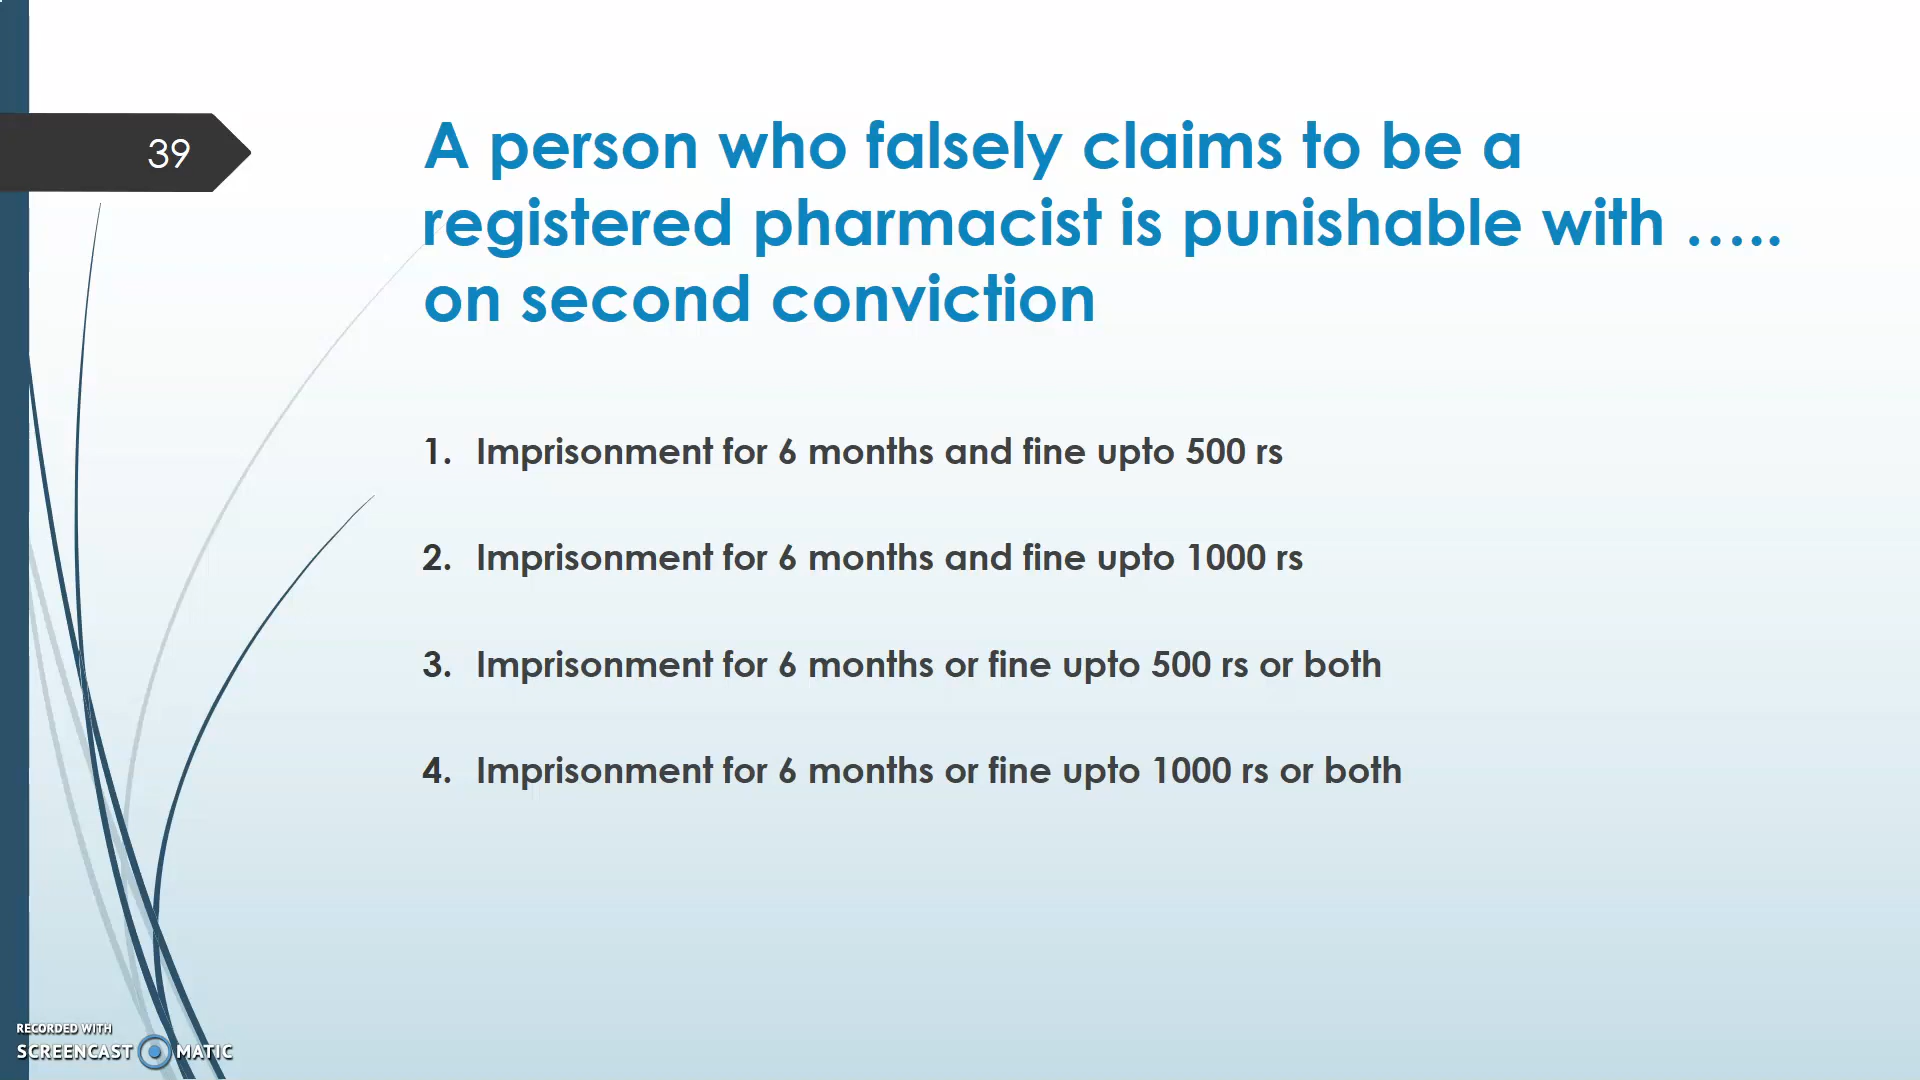 39
A person who falsely claims to be a
registered pharmacist is punishable with .....
on second conviction
1. Imprisonment for 6 months and fine upto 500 rs
2. Imprisonment for 6 months and fine upto 1000 rs
3. Imprisonment for 6 months or fine upto 500 rs or both
4. Imprisonment for 6 months or fine upto 1000 rs or both
RECORDED WITH
SCREENCAST MATIC